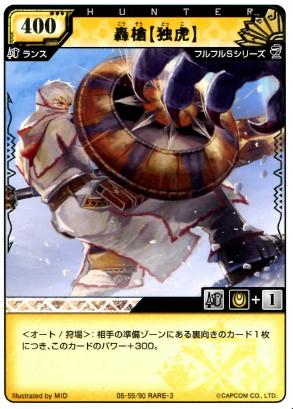 HUNTER
400
ごうそう どっこ
轟槍【独虎】
ランス
フルフルSシリーズ
+1
<オート / 狩場>：相手の準備ゾーンにある裏向きのカード1枚
につき、このカードのパワー+300。
Illustrated by MID
05-59/90 RARE-3
©CAPCOM CO., LTD.